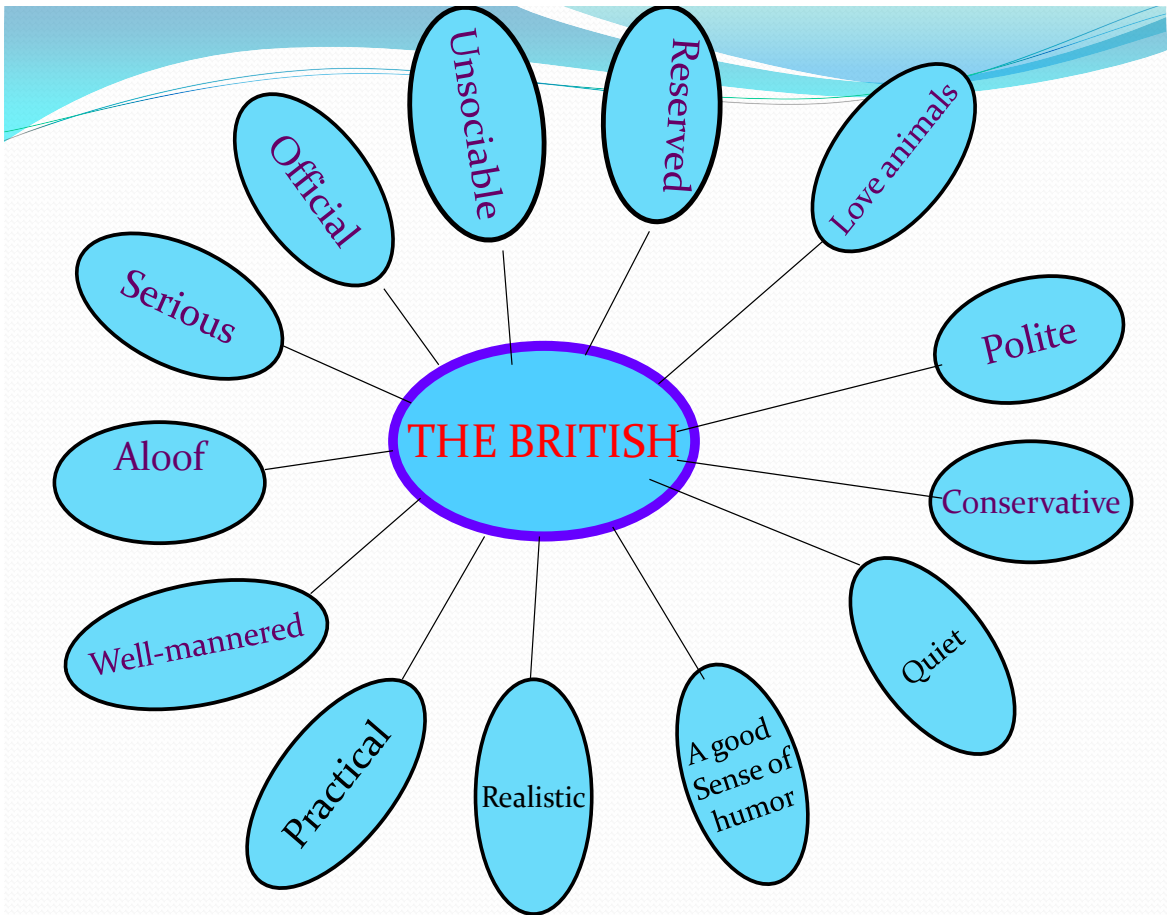 THE BRITISH
Unsociable
Reserved
Love animals
Polite
Conservative
Quiet
A good
Sense of
humor
Realistic
Practical
Well-mannered
Aloof
Serious
Official